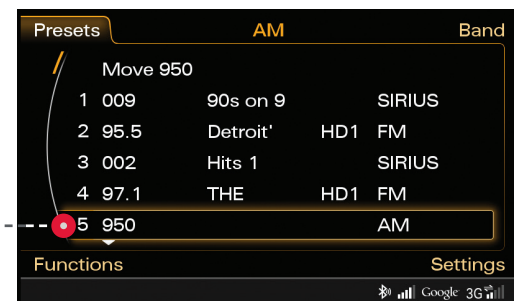 Presets AM Band
Move 950
1 009 90s on 9 SIRIUS
2 95.5 Detroit' HD1 FM
3 002 Hits 1 SIRIUS
4 97.1 THE HD1 FM
5 950 AM
Functions Settings
Google 3G